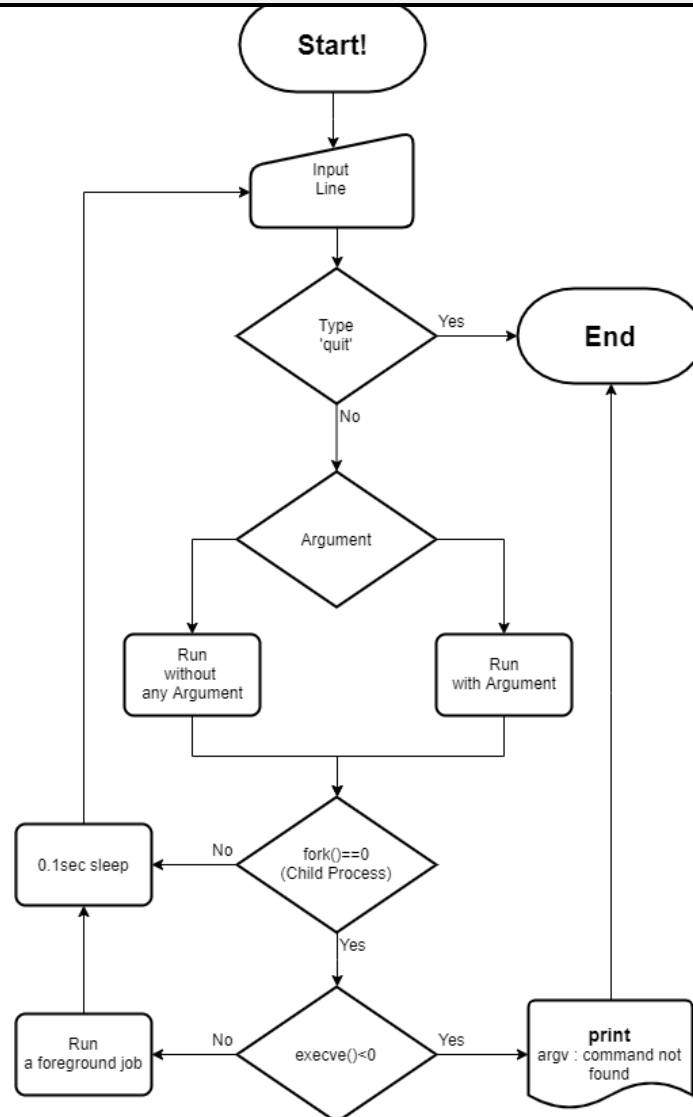 Start!
Input
Line
Type
'quit'
Yes
End
No
Argument
Run
without
any Argument
Run
with Argument
0.1sec sleep
No
fork()==0
(Child Process)
Yes
Run
a foreground job
No
execve()<0
Yes
print
argv : command not
found